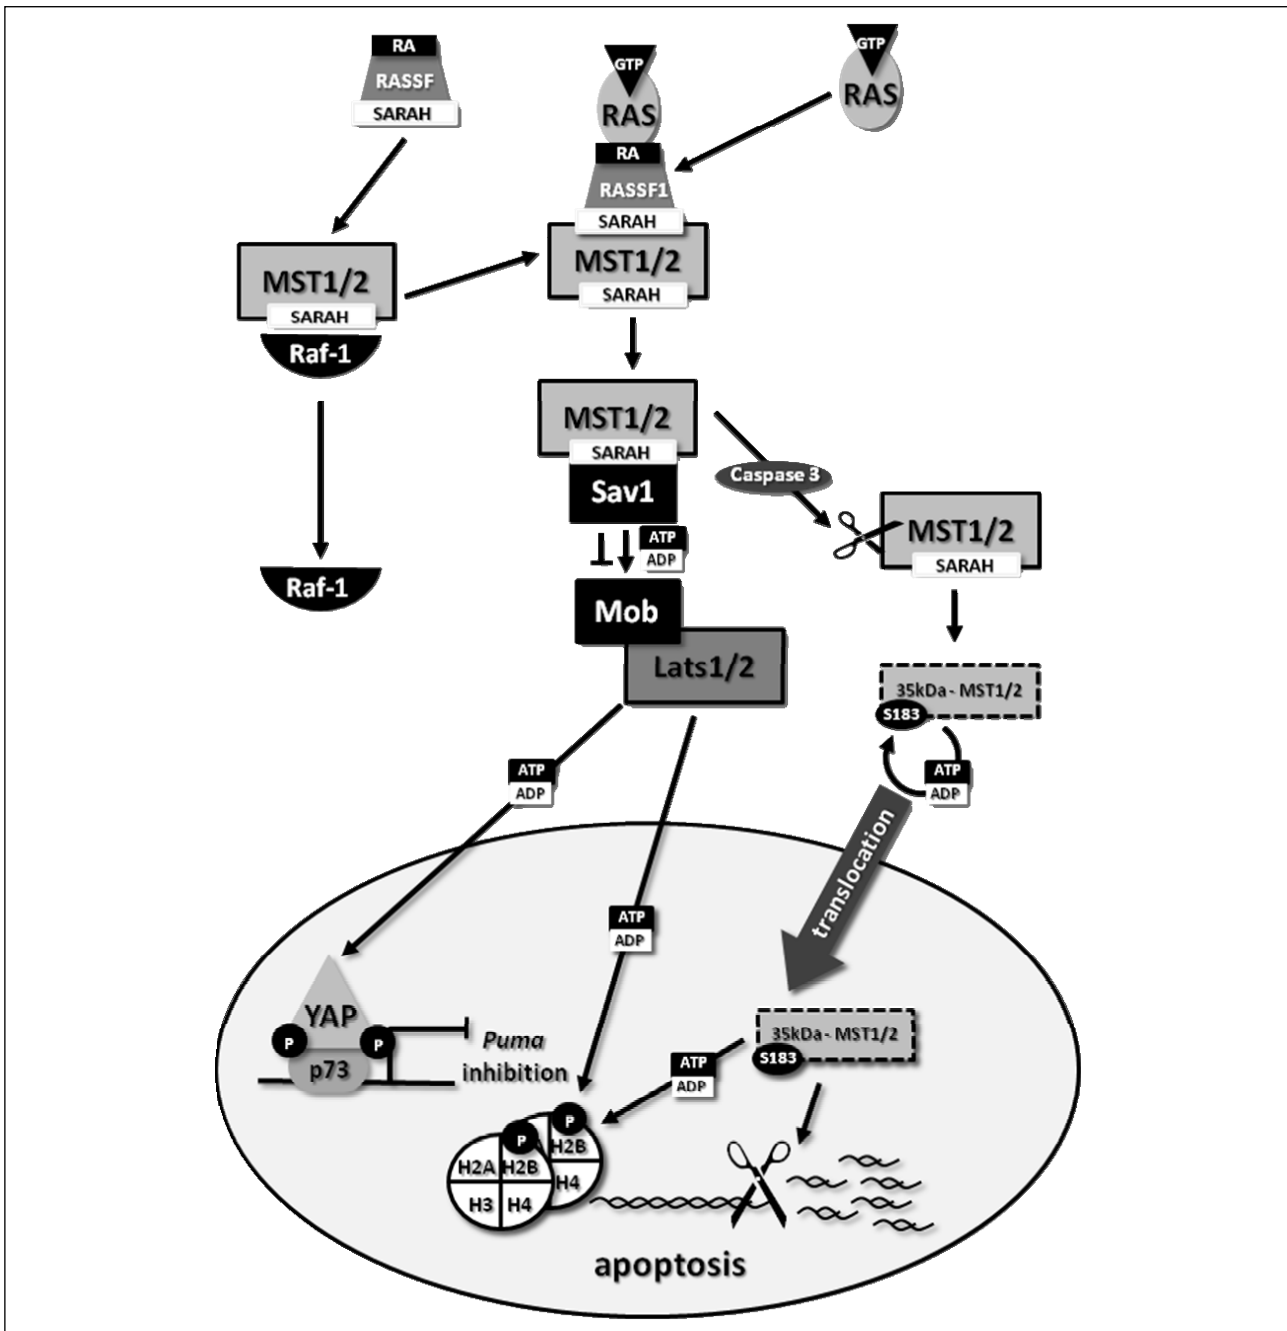 RA
RASSF
SARAH
GTP
RAS
RA
RASSF1
SARAH
MST1/2
SARAH
GTP
RAS
MST1/2
SARAH
Raf-1
Raf-1
MST1/2
SARAH
Sav1
ATP
ADP
Mob
Lats1/2
Caspase 3
MST1/2
SARAH
35kDa - MST1/2
S183
ATP
ADP
translocation
ATP
ADP
ATP
ADP
YAP
P
P
p73
Puma
inhibition
35kDa - MST1/2
S183
ATP
ADP
P
P
H2B
H4
H2A
H2B
H3
H4
apoptosis